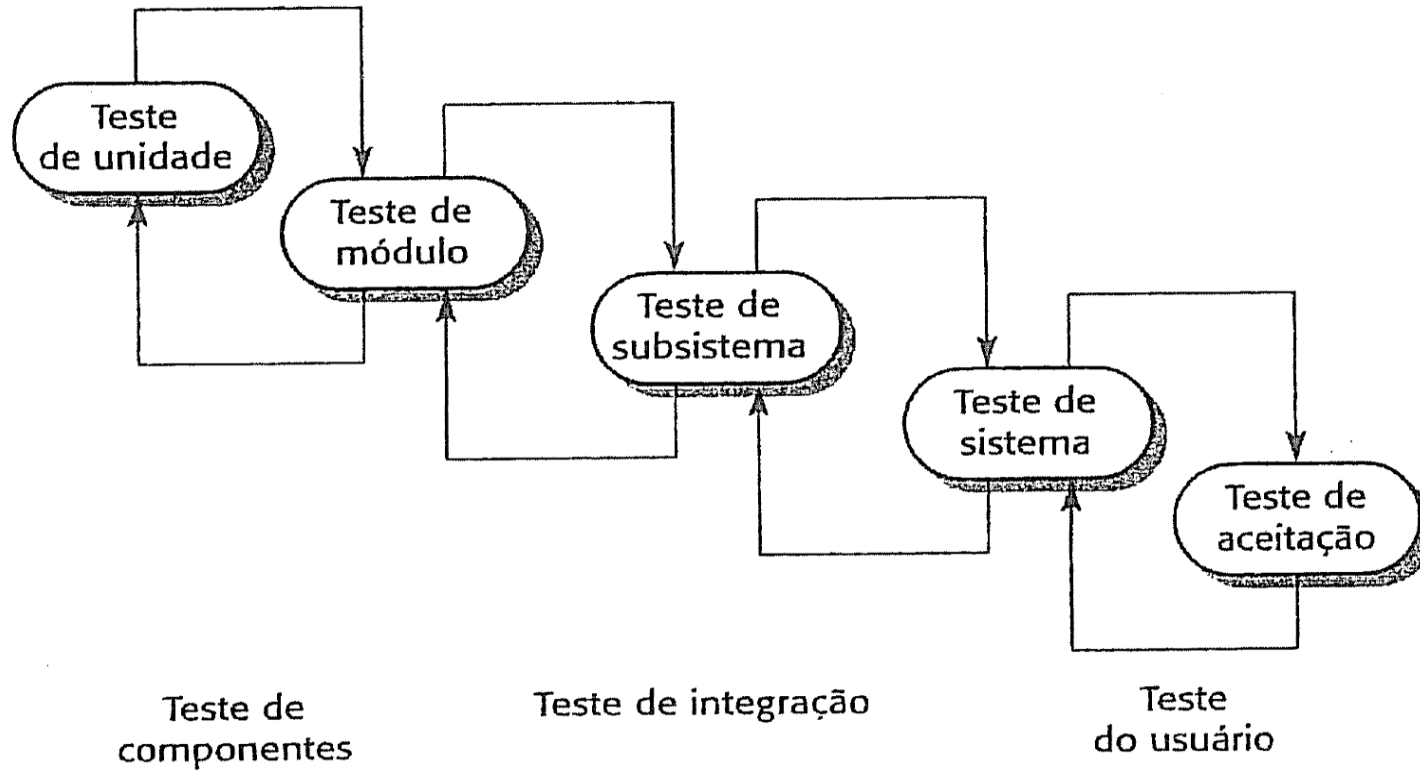 Teste
de unidade
Teste de
módulo
Teste de
subsistema
Teste de
sistema
Teste de
aceitação
Teste de
componentes
Teste de integração
Teste
do usuário